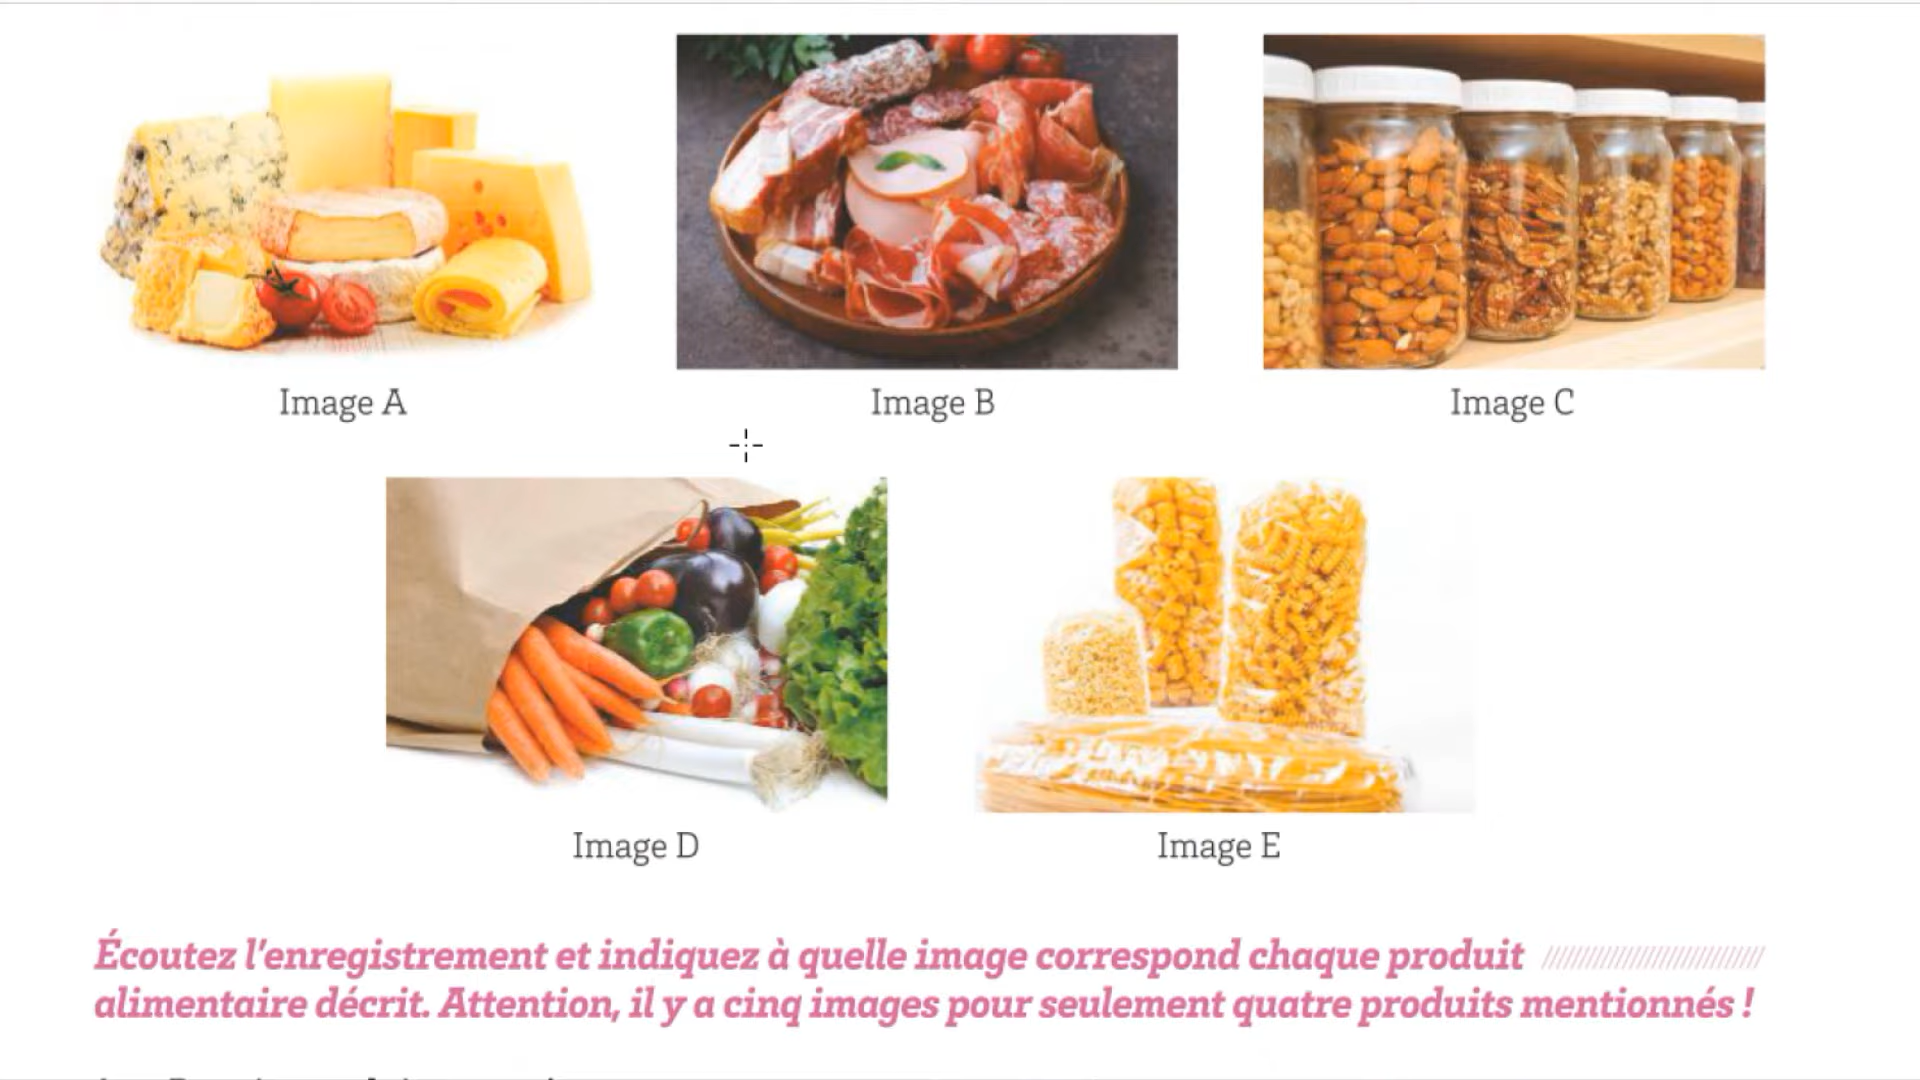 Image A
Image B
Image C
Image D
Image E
Écoutez l'enregistrement et indiquez à quelle image correspond chaque produit
alimentaire décrit. Attention, il y a cinq images pour seulement quatre produits mentionnés !